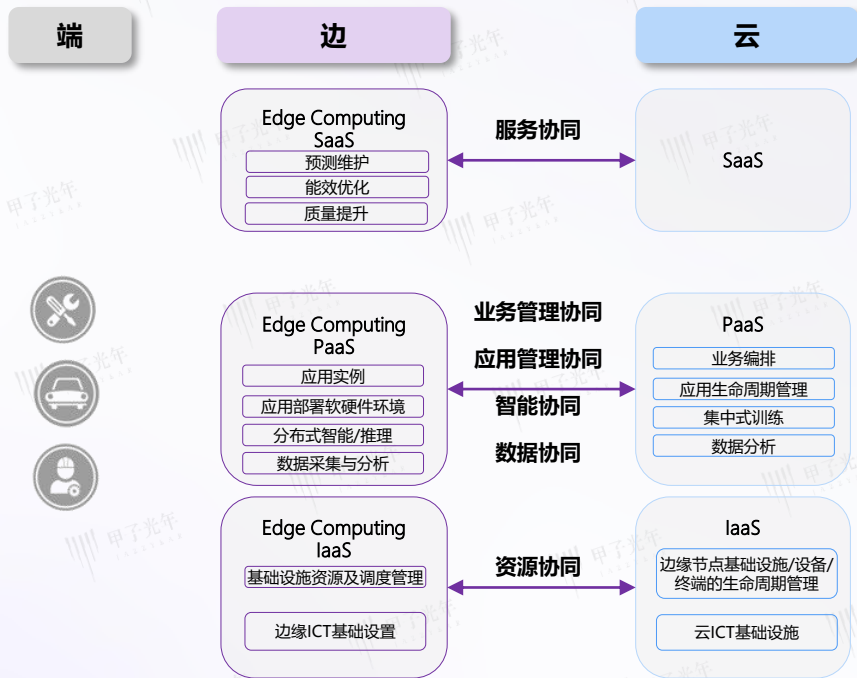 端
边
云
Edge Computing
SaaS
预测维护
能效优化
质量提升
服务协同
SaaS
Edge Computing
PaaS
应用实例
应用部署软硬件环境
分布式智能/推理
数据采集与分析
业务管理协同
应用管理协同
智能协同
数据协同
PaaS
业务编排
应用生命周期管理
集中式训练
数据分析
Edge Computing
IaaS
基础设施资源及调度管理
边缘ICT基础设置
资源协同
IaaS
边缘节点基础设施/设备/
终端的生命周期管理
云ICT基础设施
甲子光年